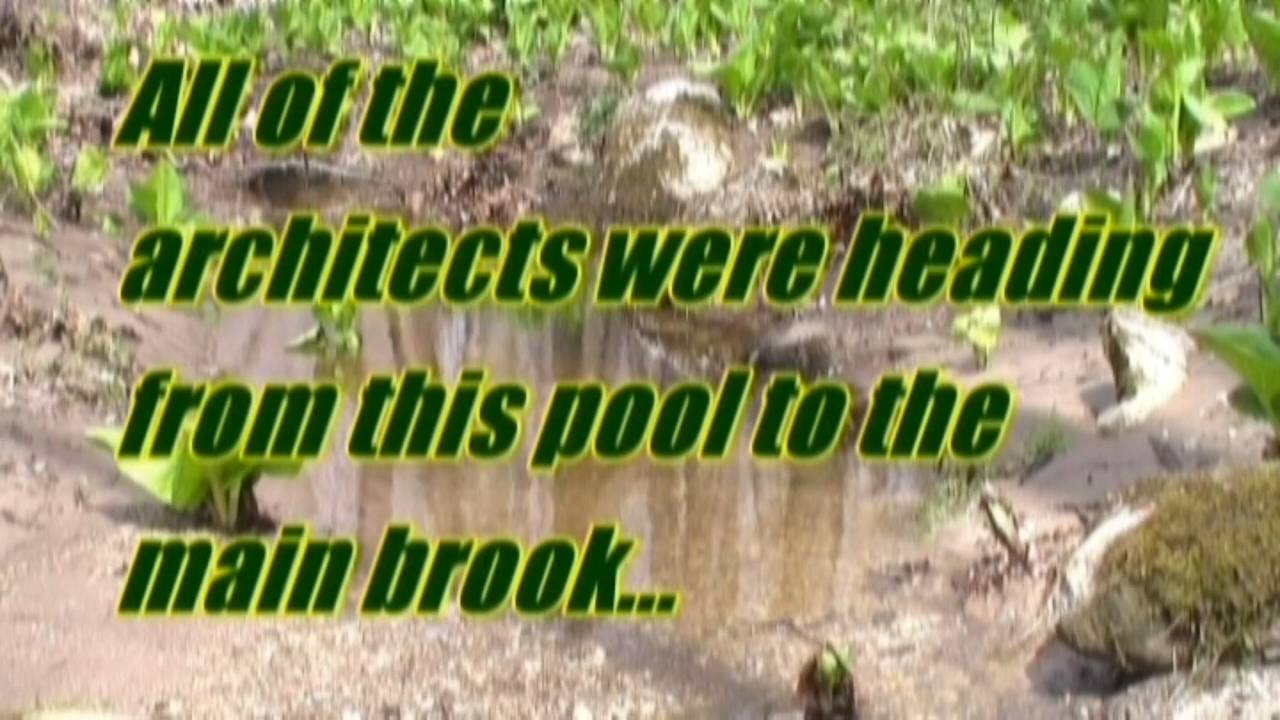 All of the
architects were heading
from this pool to the
main brook...